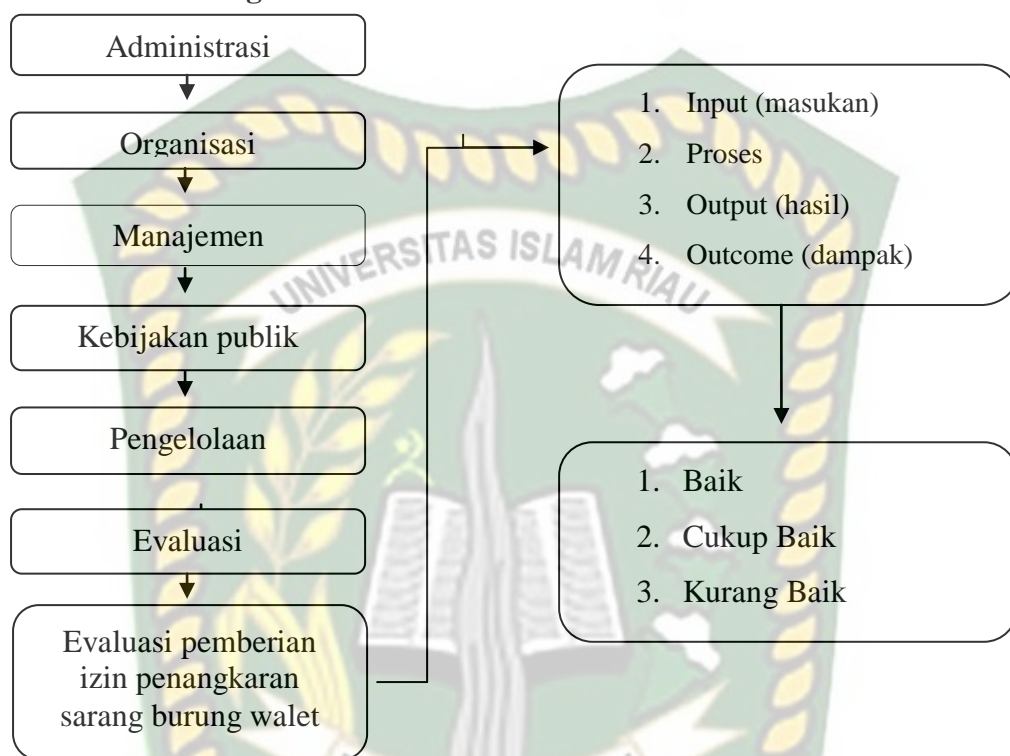 Administrasi
Organisasi
Manajemen
Kebijakan publik
Pengelolaan
Evaluasi
Evaluasi pemberian
izin penangkaran
sarang burung walet
1. Input (masukan)
2. Proses
3. Output (hasil)
4. Outcome (dampak)
1. Baik
2. Cukup Baik
3. Kurang Baik
UNIVERSITAS ISLAM RIAU